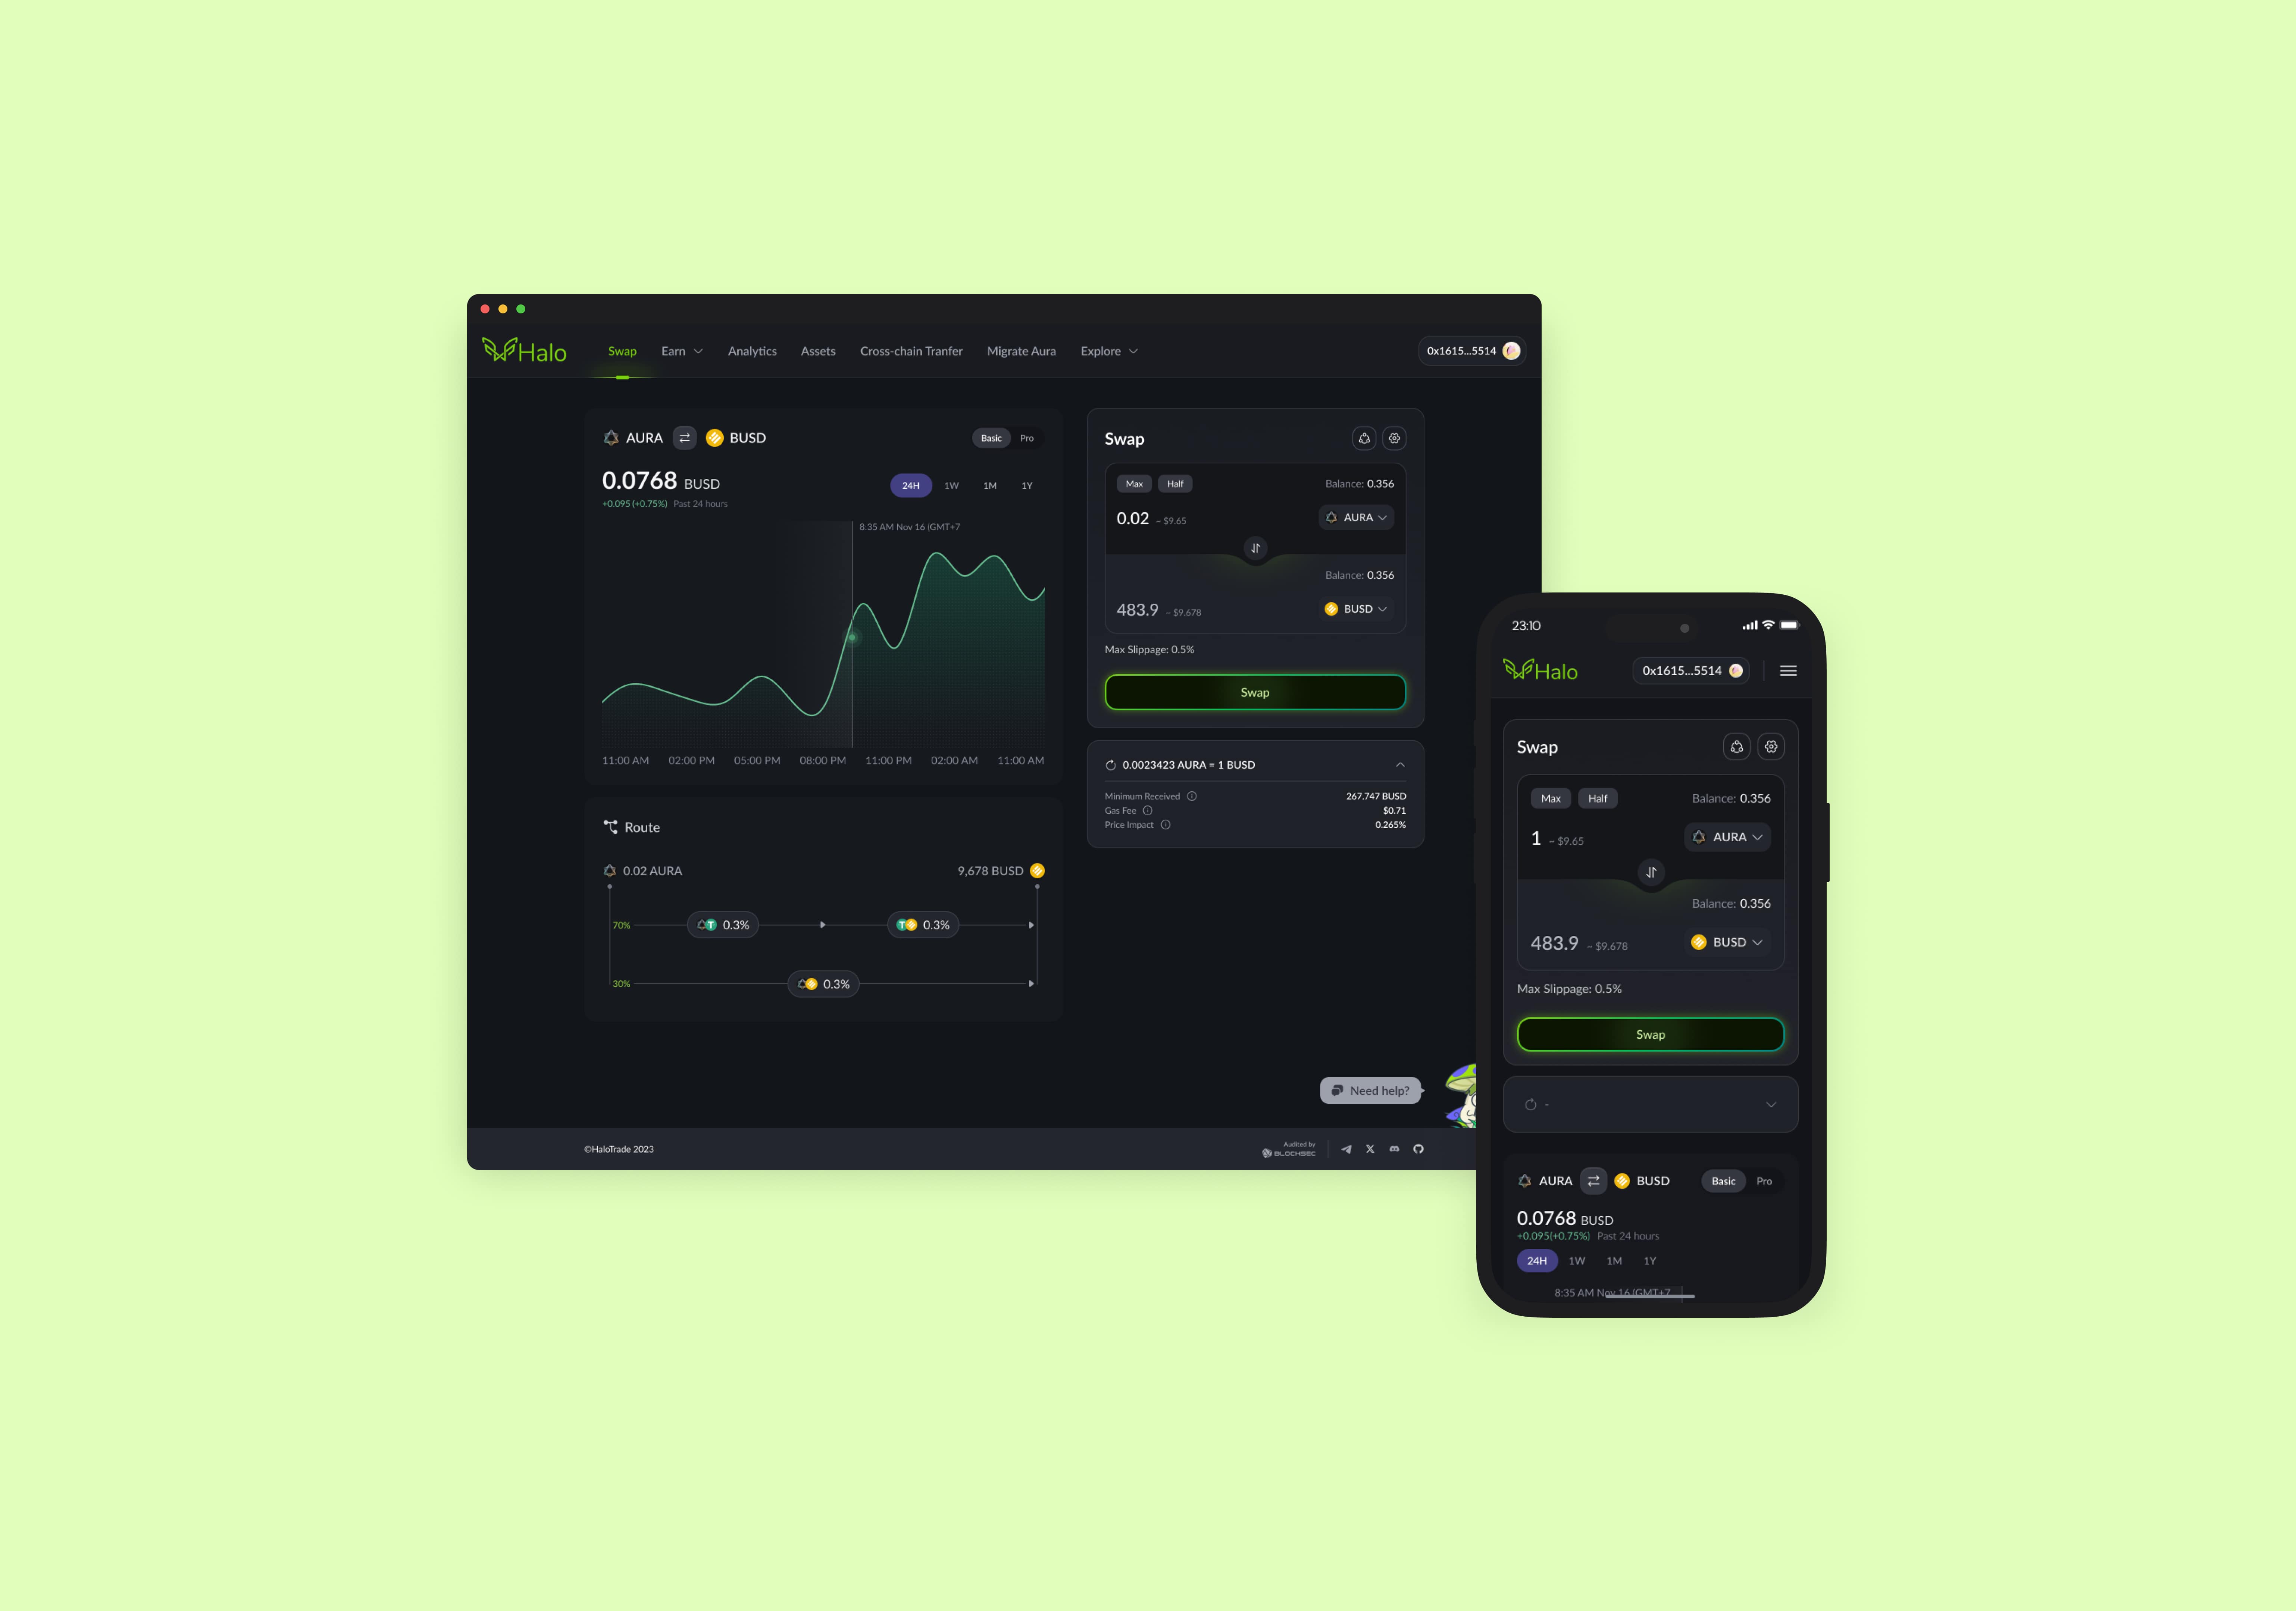 Halo
Swap Earn Analytics Assets Cross-chain Tranfer Migrate Aura Explore
0x1615...5514
AURA BUSD
Basic Pro
0.0768 BUSD
+0.095 (+0.75%) Past 24 hours
24H 1W 1M 1Y
8:35 AM Nov 16 (GMT+7
11:00 AM 02:00 PM 05:00 PM 08:00 PM 11:00 PM 02:00 AM 11:00 AM
Route
0.02 AURA 9,678 BUSD
70% T 0.3% T 0.3%
30% 0.3%
Swap
Max Half Balance: 0.356
0.02 ~ $9.65 AURA
Balance: 0.356
483.9 ~ $9.678 BUSD
Max Slippage: 0.5%
Swap
0.0023423 AURA = 1 BUSD
Minimum Received 267.747 BUSD
Gas Fee $0.71
Price Impact 0.265%
Need help?
©HaloTrade 2023
Audited by
BLOCHSEC
23:10
Halo 0x1615...5514
Swap
Max Half Balance: 0.356
1 ~ $9.65 AURA
Balance: 0.356
483.9 ~ $9.678 BUSD
Max Slippage: 0.5%
Swap
-
AURA BUSD Basic Pro
0.0768 BUSD
+0.095(+0.75%) Past 24 hours
24H 1W 1M 1Y
8:35 AM Nov 16 (GMT+7